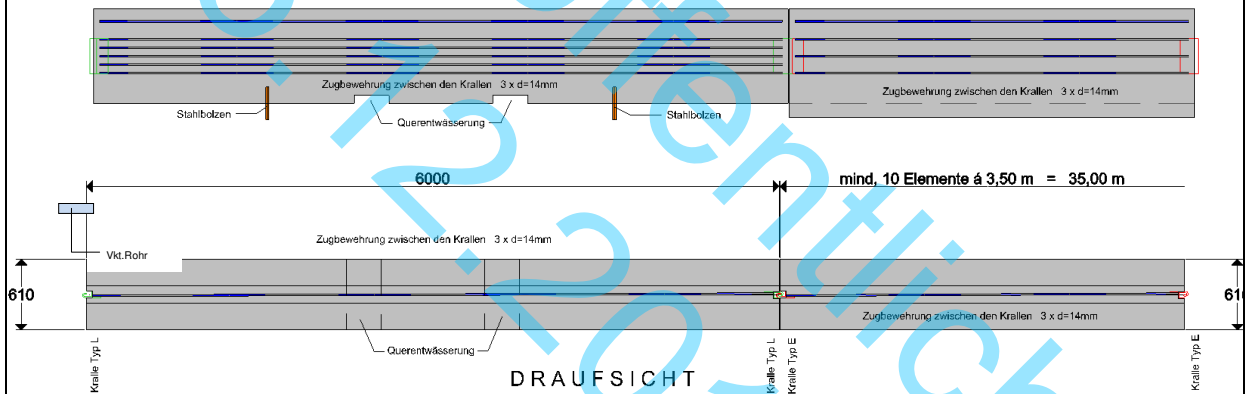 Zugbewehrung zwischen den Krallen 3 x d=14mm
Zugbewehrung zwischen den Krallen 3 x d=14mm
Stahlbolzen
Querentwässerung
Stahlbolzen
6000
mind, 10 Elemente á 3,50 m = 35,00 m
Zugbewehrung zwischen den Krallen 3 x d=14mm
Vkt.Rohr
610
610
Zugbewehrung zwischen den Krallen 3 x d=14mm
Querentwässerung
Kralle Typ L
Kralle Typ L
Kralle Typ E
Kralle Typ E
DRAUFSICHT